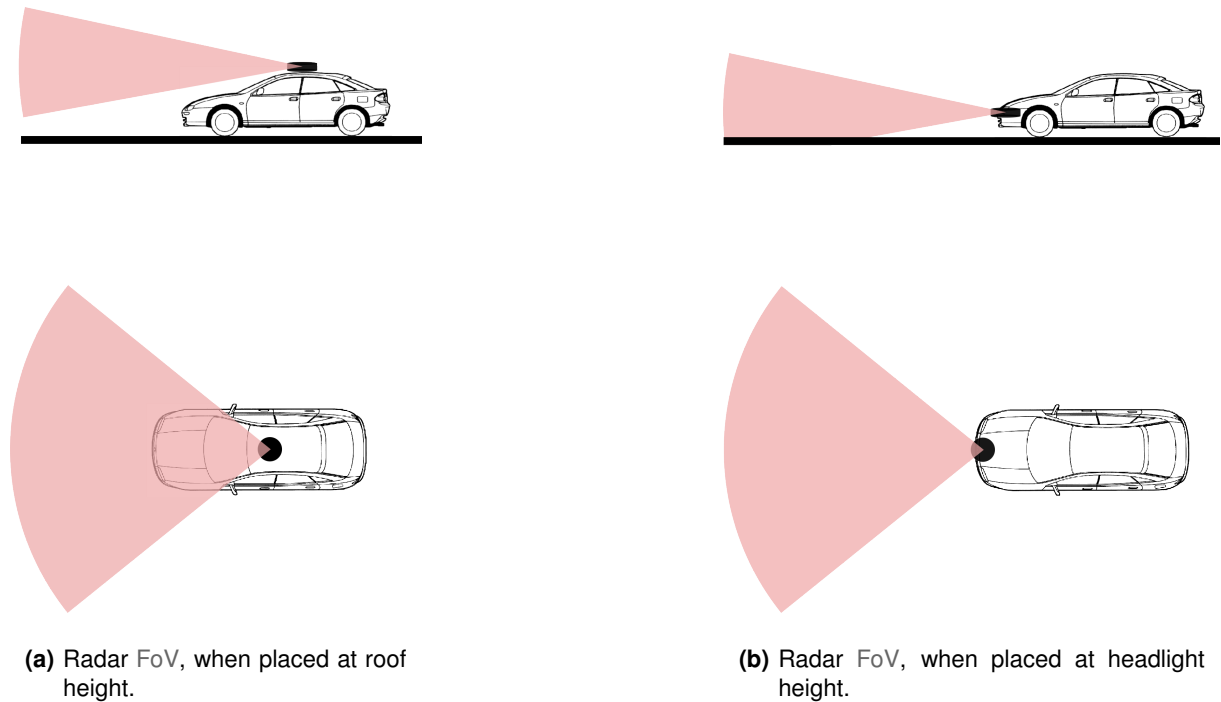 (a) Radar FoV, when placed at roof
height.
(b) Radar FoV, when placed at headlight
height.